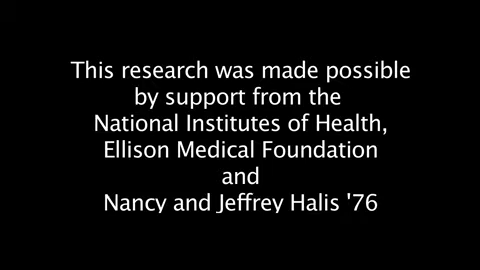 This research was made possible
by support from the
National Institutes of Health,
Ellison Medical Foundation
and
Nancy and Jeffrey Halis '76